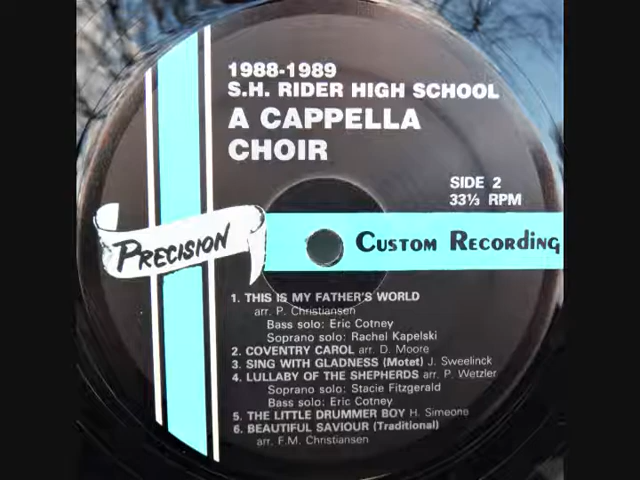 1988-1989
S.H. RIDER HIGH SCHOOL
A CAPPELLA
CHOIR
SIDE 2
33⅓ RPM
PRECISION
CUSTOM RECORDING
1. THIS IS MY FATHER'S WORLD
arr. P. Christiansen
Bass solo: Eric Cotney
Soprano solo: Rachel Kapelski
2. COVENTRY CAROL arr. D. Moore
3. SING WITH GLADNESS (Motet) J. Sweelinck
4. LULLABY OF THE SHEPHERDS arr. P. Wetzler
Soprano solo: Stacie Fitzgerald
Bass solo: Eric Cotney
5. THE LITTLE DRUMMER BOY H. Simeone
6. BEAUTIFUL SAVIOUR (Traditional)
arr. F.M. Christiansen